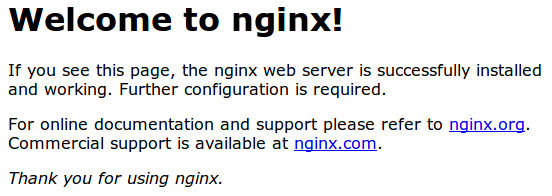 Welcome to nginx!
If you see this page, the nginx web server is successfully installed
and working. Further configuration is required.
For online documentation and support please refer to nginx.org.
Commercial support is available at nginx.com.
Thank you for using nginx.